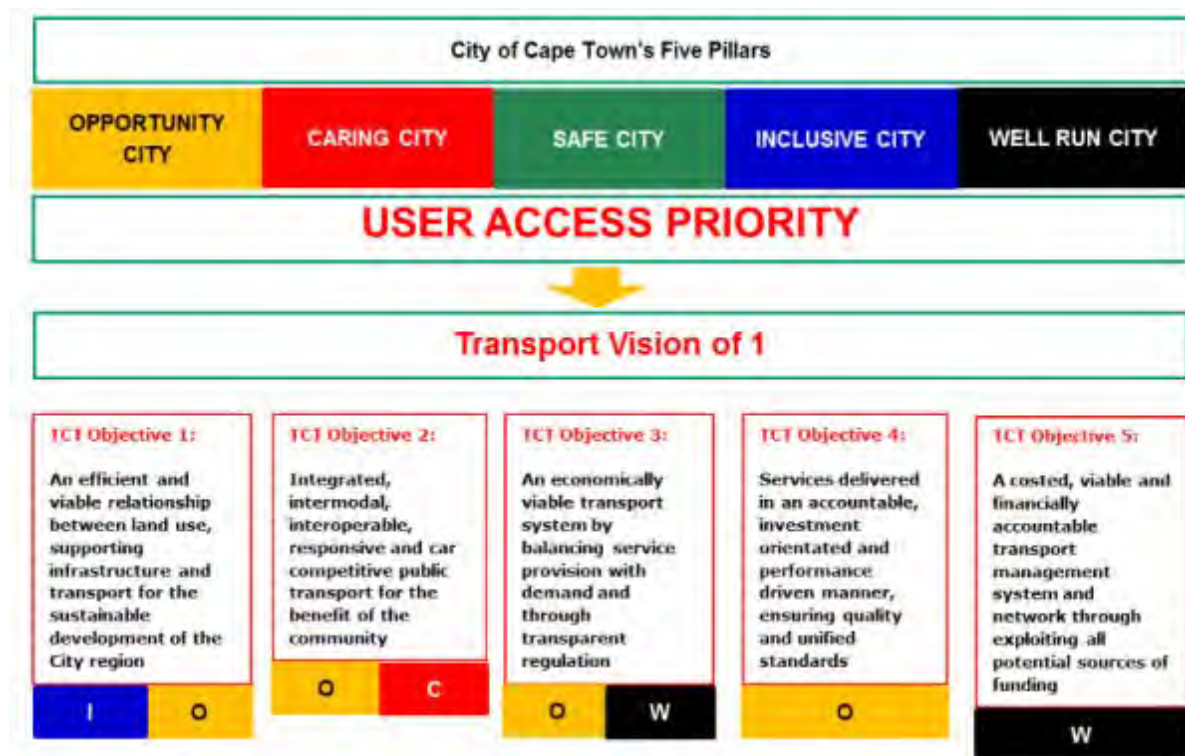 City of Cape Town's Five Pillars
OPPORTUNITY
CITY
CARING CITY
SAFE CITY
INCLUSIVE CITY
WELL RUN CITY
USER ACCESS PRIORITY
Transport Vision of 1
TCT Objective 1:
An efficient and
viable relationship
between land use,
supporting
infrastructure and
transport for the
sustainable
development of the
City region
I
O
TCT Objective 2:
Integrated,
intermodal,
interoperable,
responsive and car
competitive public
transport for the
benefit of the
community
O
C
TCT Objective 3:
An economically
viable transport
system by
balancing service
provision with
demand and
through
transparent
regulation
O
W
TCT Objective 4:
Services delivered
in an accountable,
investment
orientated and
performance
driven manner,
ensuring quality
and unified
standards
O
TCT Objective 5:
A costed, viable and
financially
accountable
transport
management
system and
network through
exploiting all
potential sources of
funding
W